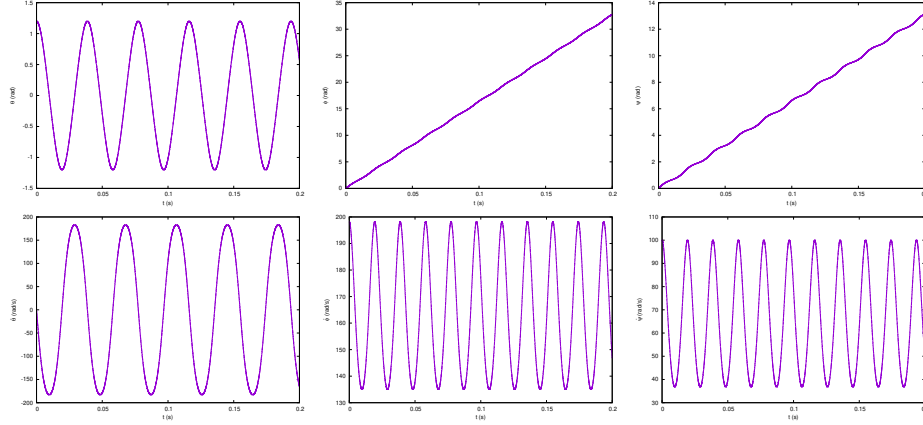 1.5
1
0.5
0
-0.5
-1
-1.5
θ (rad)
0 0.05 0.1 0.15 0.2
t (s)
35
30
25
20
15
10
5
0
φ (rad)
0 0.05 0.1 0.15 0.2
t (s)
14
12
10
8
6
4
2
0
ψ (rad)
0 0.05 0.1 0.15 0.2
t (s)
200
150
100
50
0
-50
-100
-150
-200
θ̇ (rad/s)
0 0.05 0.1 0.15 0.2
t (s)
200
190
180
170
160
150
140
130
φ̇ (rad/s)
0 0.05 0.1 0.15 0.2
t (s)
110
100
90
80
70
60
50
40
30
ψ̇ (rad/s)
0 0.05 0.1 0.15 0.2
t (s)